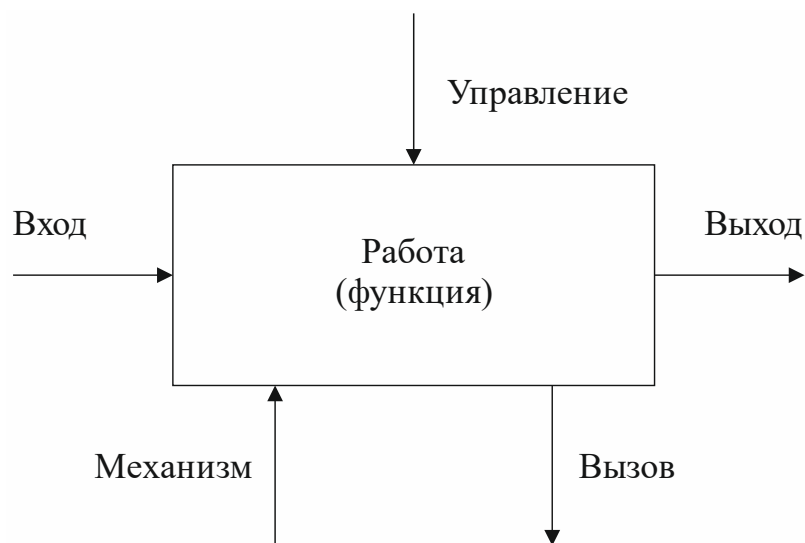 Управление
Вход
Выход
Работа
(функция)
Механизм
Вызов